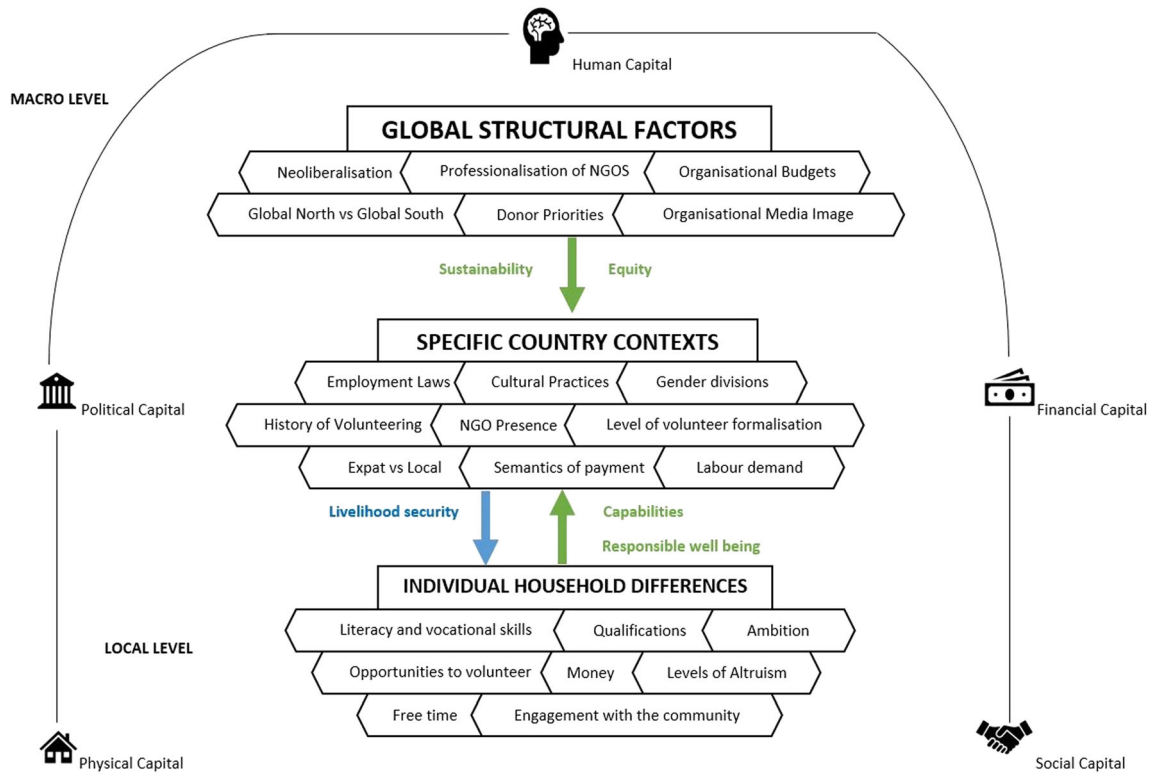 Human Capital
MACRO LEVEL
GLOBAL STRUCTURAL FACTORS
Neoliberalisation
Professionalisation of NGOS
Organisational Budgets
Global North vs Global South
Donor Priorities
Organisational Media Image
Sustainability
Equity
SPECIFIC COUNTRY CONTEXTS
Employment Laws
Cultural Practices
Gender divisions
Political Capital
Financial Capital
History of Volunteering
NGO Presence
Level of volunteer formalisation
Expat vs Local
Semantics of payment
Labour demand
Livelihood security
Capabilities
Responsible well being
INDIVIDUAL HOUSEHOLD DIFFERENCES
Literacy and vocational skills
Qualifications
Ambition
LOCAL LEVEL
Opportunities to volunteer
Money
Levels of Altruism
Free time
Engagement with the community
Physical Capital
Social Capital